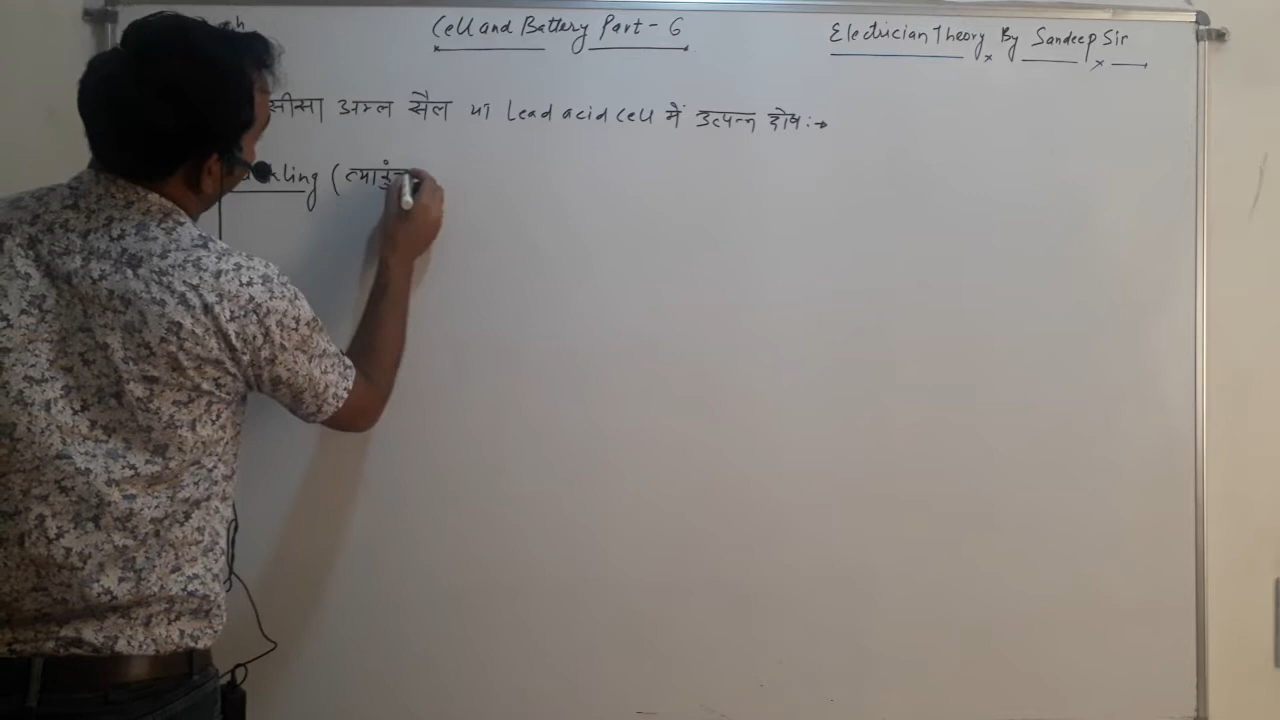 Cell and Battery Part - 6
Electrician Theory By Sandeep Sir
सीसा अम्ल सैल या Lead acid cell में उत्पन्न दोष :→